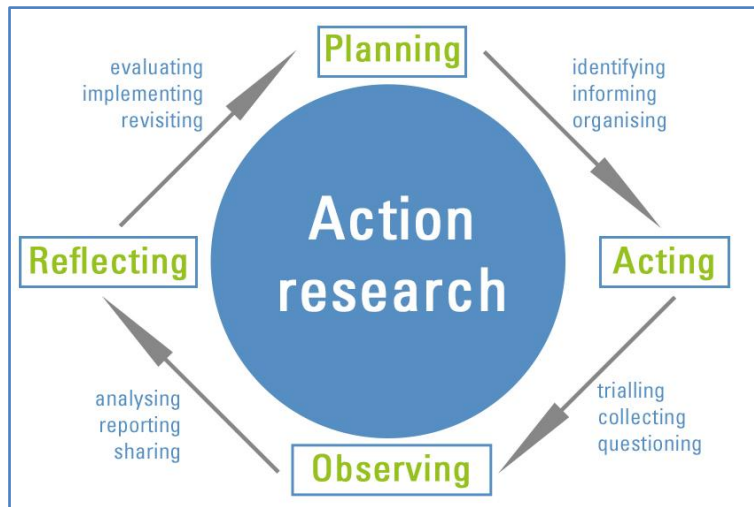 Planning
evaluating
implementing
revisiting
identifying
informing
organising
Action
research
Reflecting
Acting
analysing
reporting
sharing
trialling
collecting
questioning
Observing